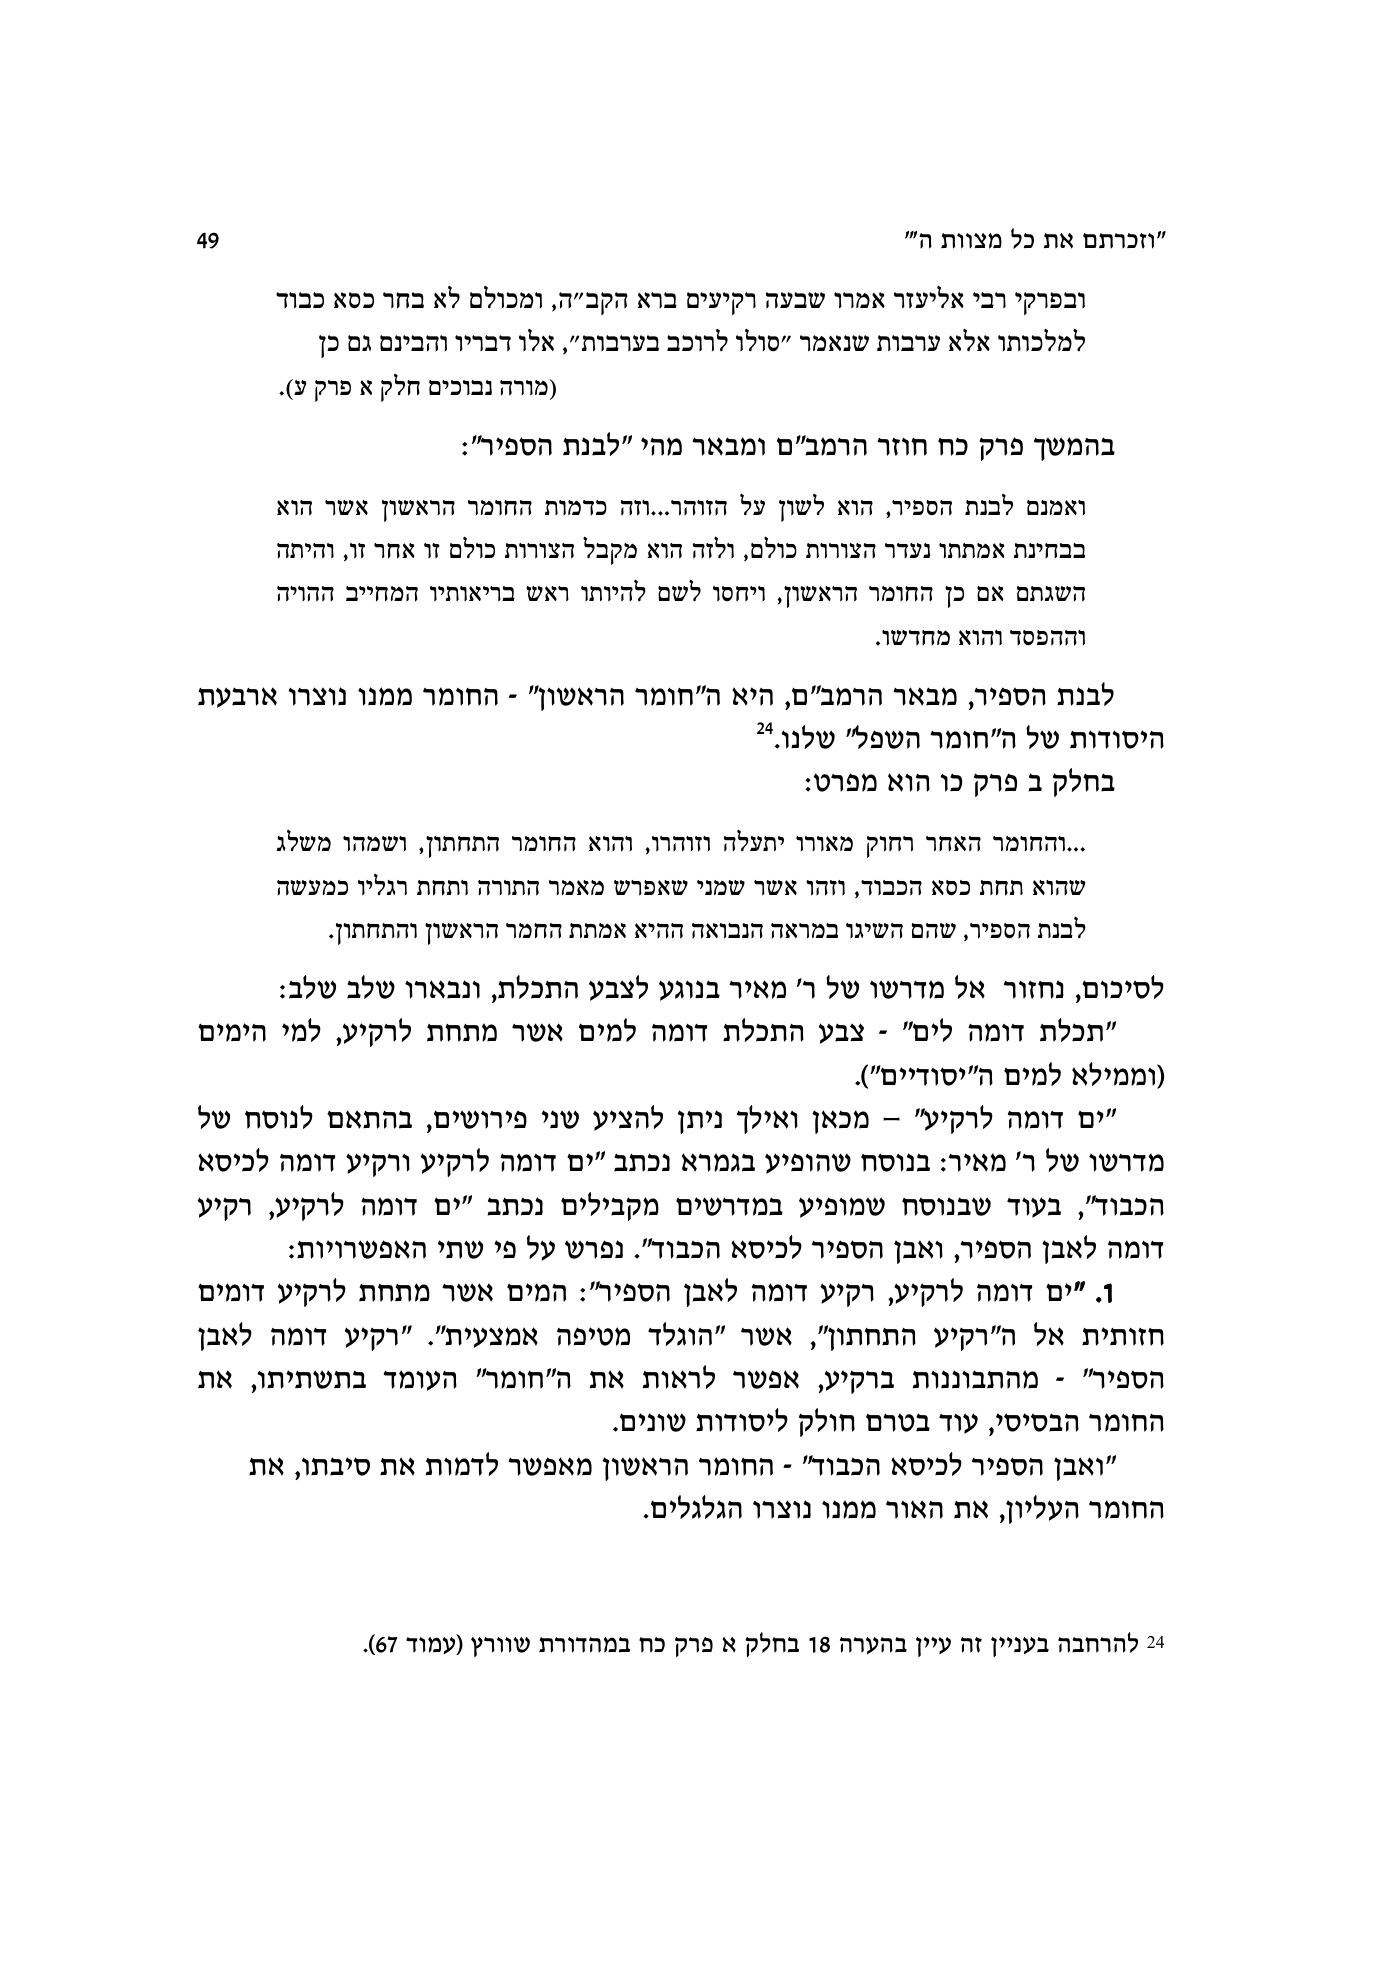 "וזכרתם את כל מצוות ה'" 49
ובפרקי רבי אליעזר אמרו שבעה רקיעים ברא הקב״ה, ומכולם לא בחר כסא כבוד
למלכותו אלא ערבות שנאמר ״סולו לרוכב בערבות״, אלו דבריו והבינם גם כן
(מורה נבוכים חלק א פרק ע).
בהמשך פרק כח חוזר הרמב"ם ומבאר מהי "לבנת הספיר":
ואמנם לבנת הספיר, הוא לשון על הזוהר...וזה כדמות החומר הראשון אשר הוא
בבחינת אמתתו נעדר הצורות כולם, ולזה הוא מקבל הצורות כולם זו אחר זו, והיתה
השגתם אם כן החומר הראשון, ויחסו לשם להיותו ראש בריאותיו המחייב ההויה
וההפסד והוא מחדשו.
לבנת הספיר, מבאר הרמב"ם, היא ה"חומר הראשון" - החומר ממנו נוצרו ארבעת
היסודות של ה"חומר השפל" שלנו.24
בחלק ב פרק כו הוא מפרט:
...והחומר האחר רחוק מאורו יתעלה וזוהרו, והוא החומר התחתון, ושמהו משלג
שהוא תחת כסא הכבוד, וזהו אשר שמני שאפרש מאמר התורה ותחת רגליו כמעשה
לבנת הספיר, שהם השיגו במראה הנבואה ההיא אמתת החמר הראשון והתחתון.
לסיכום, נחזור אל מדרשו של ר' מאיר בנוגע לצבע התכלת, ונבארו שלב שלב:
"תכלת דומה לים" - צבע התכלת דומה למים אשר מתחת לרקיע, למי הימים
(וממילא למים ה"יסודיים").
"ים דומה לרקיע" – מכאן ואילך ניתן להציע שני פירושים, בהתאם לנוסח של
מדרשו של ר' מאיר: בנוסח שהופיע בגמרא נכתב "ים דומה לרקיע ורקיע דומה לכיסא
הכבוד", בעוד שבנוסח שמופיע במדרשים מקבילים נכתב "ים דומה לרקיע, רקיע
דומה לאבן הספיר, ואבן הספיר לכיסא הכבוד". נפרש על פי שתי האפשרויות:
1. "ים דומה לרקיע, רקיע דומה לאבן הספיר": המים אשר מתחת לרקיע דומים
חזותית אל ה"רקיע התחתון", אשר "הוגלד מטיפה אמצעית". "רקיע דומה לאבן
הספיר" - מהתבוננות ברקיע, אפשר לראות את ה"חומר" העומד בתשתיתו, את
החומר הבסיסי, עוד בטרם חולק ליסודות שונים.
"ואבן הספיר לכיסא הכבוד" - החומר הראשון מאפשר לדמות את סיבתו, את
החומר העליון, את האור ממנו נוצרו הגלגלים.
24 להרחבה בעניין זה עיין בהערה 18 בחלק א פרק כח במהדורת שוורץ (עמוד 67).